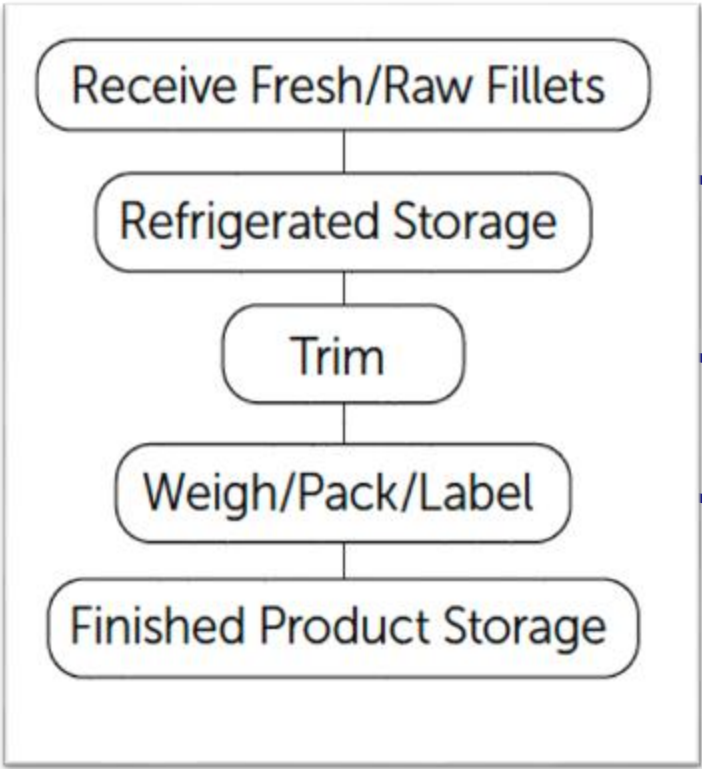 Receive Fresh/Raw Fillets
Refrigerated Storage
Trim
Weigh/Pack/Label
Finished Product Storage